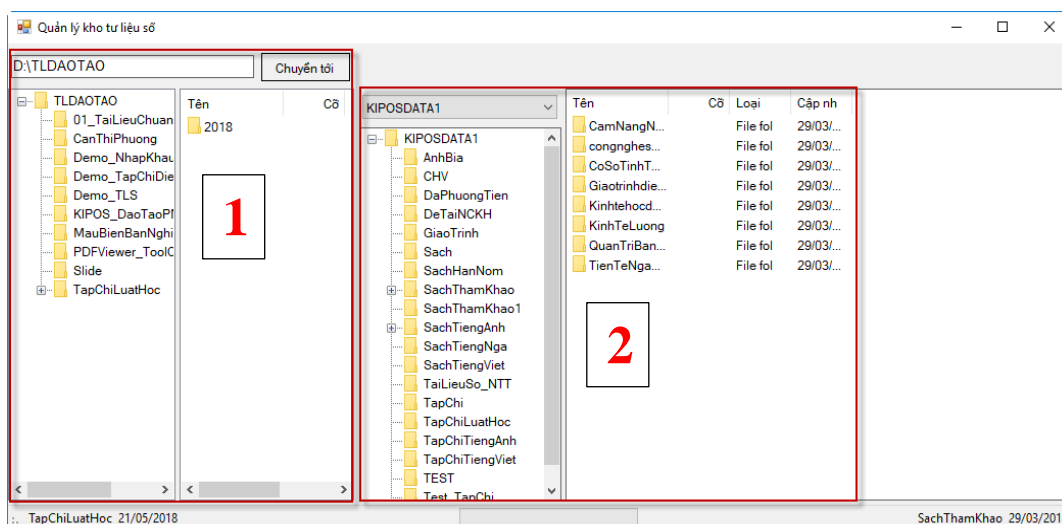 Quản lý kho tư liệu số
D:\TLDAOTAO
Chuyển tới
TLDAOTAO
01_TaiLieuChuan
CanThiPhuong
Demo_NhapKhau
Demo_TapChiDie
Demo_TLS
KIPOS_DaoTaoPI
MauBienBanNghi
PDFViewer_ToolC
Slide
TapChiLuatHoc
Tên Cỡ
2018
1
KIPOSDATA1
KIPOSDATA1
AnhBia
CHV
DaPhuongTien
DeTaiNCKH
GiaoTrinh
Sach
SachHanNom
SachThamKhao
SachThamKhao1
SachTiengAnh
SachTiengNga
SachTiengViet
TaiLieuSo_NTT
TapChi
TapChiLuatHoc
TapChiTiengAnh
TapChiTiengViet
TEST
Test_TapChi
Tên Cỡ Loại Cập nh
CamNangN... File fol 29/03/...
congnghes... File fol 29/03/...
CoSoTinhT... File fol 29/03/...
Giaotrinhdie... File fol 29/03/...
Kinhtehocd... File fol 29/03/...
KinhTeLuong File fol 29/03/...
QuanTriBan... File fol 29/03/...
TienTeNga... File fol 29/03/...
2
TapChiLuatHoc 21/05/2018
SachThamKhao 29/03/201